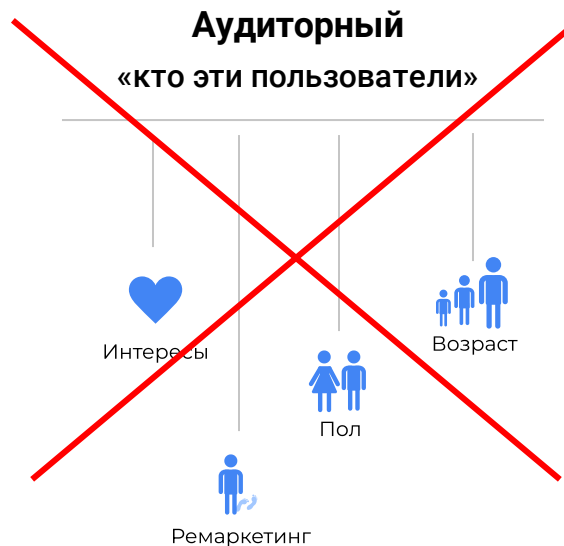 Аудиторный
«кто эти пользователи»
Интересы
Возраст
Пол
Ремаркетинг